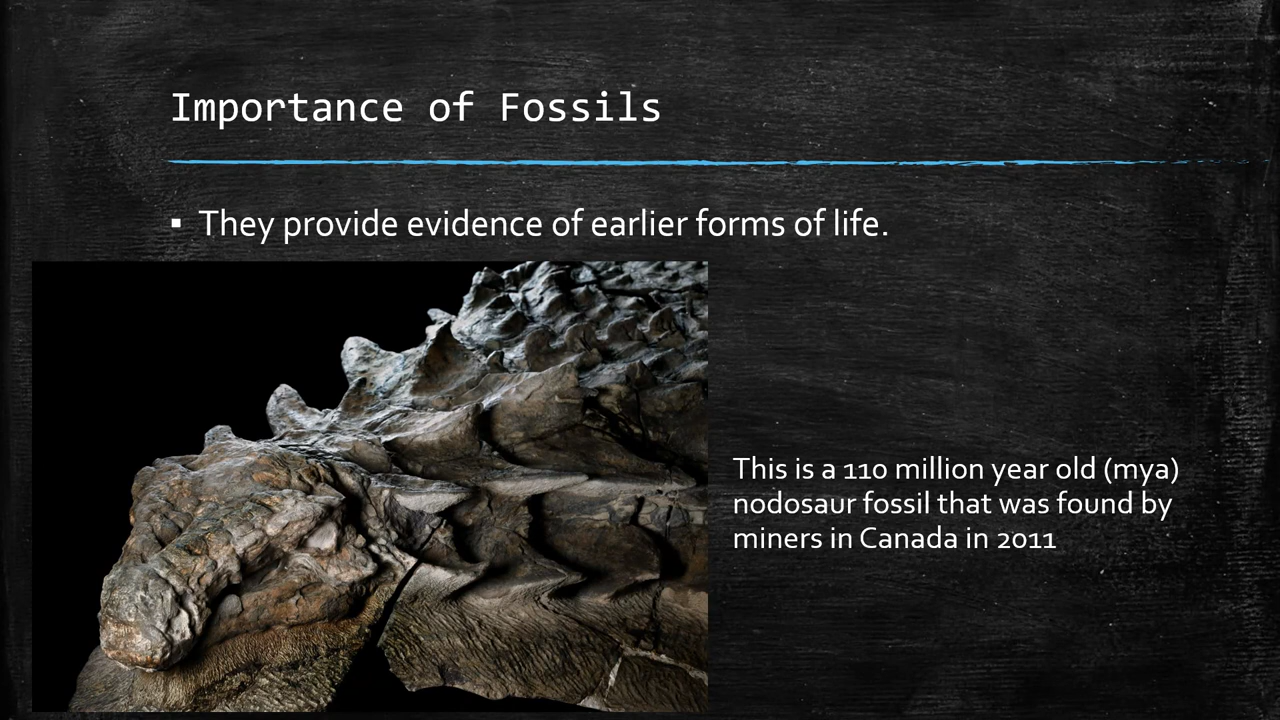 Importance of Fossils
▪ They provide evidence of earlier forms of life.
This is a 110 million year old (mya)
nodosaur fossil that was found by
miners in Canada in 2011